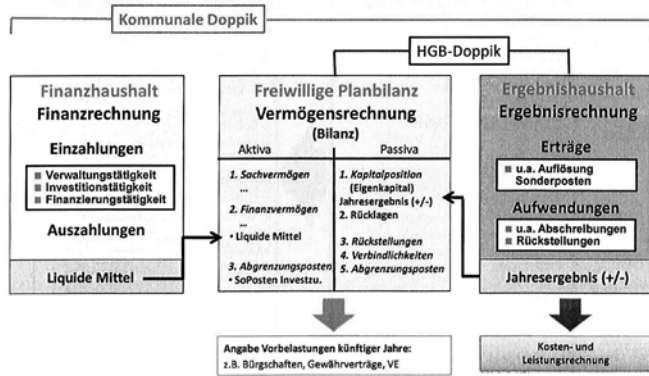 Kommunale Doppik
HGB-Doppik
Finanzhaushalt
Finanzrechnung
Einzahlungen
Verwaltungstätigkeit
Investitionstätigkeit
Finanzierungstätigkeit
Auszahlungen
Liquide Mittel
Freiwillige Planbilanz
Vermögensrechnung
(Bilanz)
Aktiva
1. Sachvermögen
...
2. Finanzvermögen
...
• Liquide Mittel
3. Abgrenzungsposten
• SoPosten Investzu.
Passiva
1. Kapitalposition
(Eigenkapital)
Jahresergebnis (+/-)
2. Rücklagen
3. Rückstellungen
4. Verbindlichkeiten
5. Abgrenzungsposten
Ergebnishaushalt
Ergebnisrechnung
Erträge
u.a. Auflösung
Sonderposten
Aufwendungen
u.a. Abschreibungen
Rückstellungen
Jahresergebnis (+/-)
Angabe Vorbelastungen künftiger Jahre:
z.B. Bürgschaften, Gewährverträge, VE
Kosten- und
Leistungsrechnung